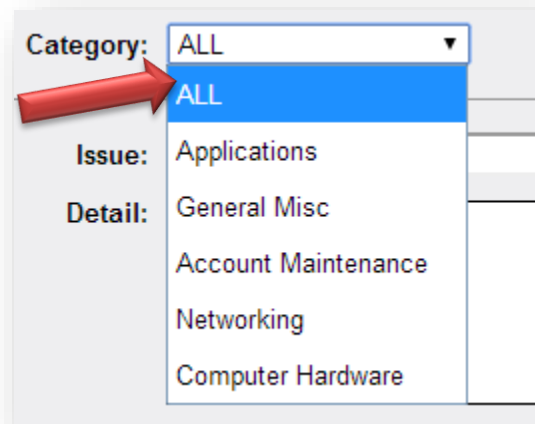 Category: ALL
ALL
Issue: Applications
Detail: General Misc
Account Maintenance
Networking
Computer Hardware